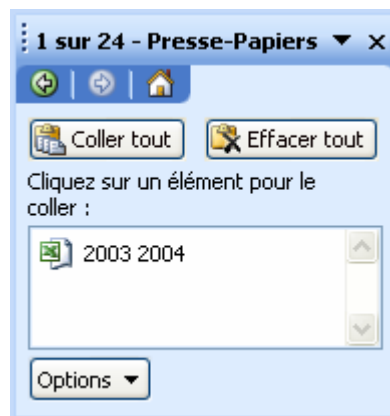 1 sur 24 - Presse-Papiers
Coller tout
Effacer tout
Cliquez sur un élément pour le
coller :
2003 2004
Options